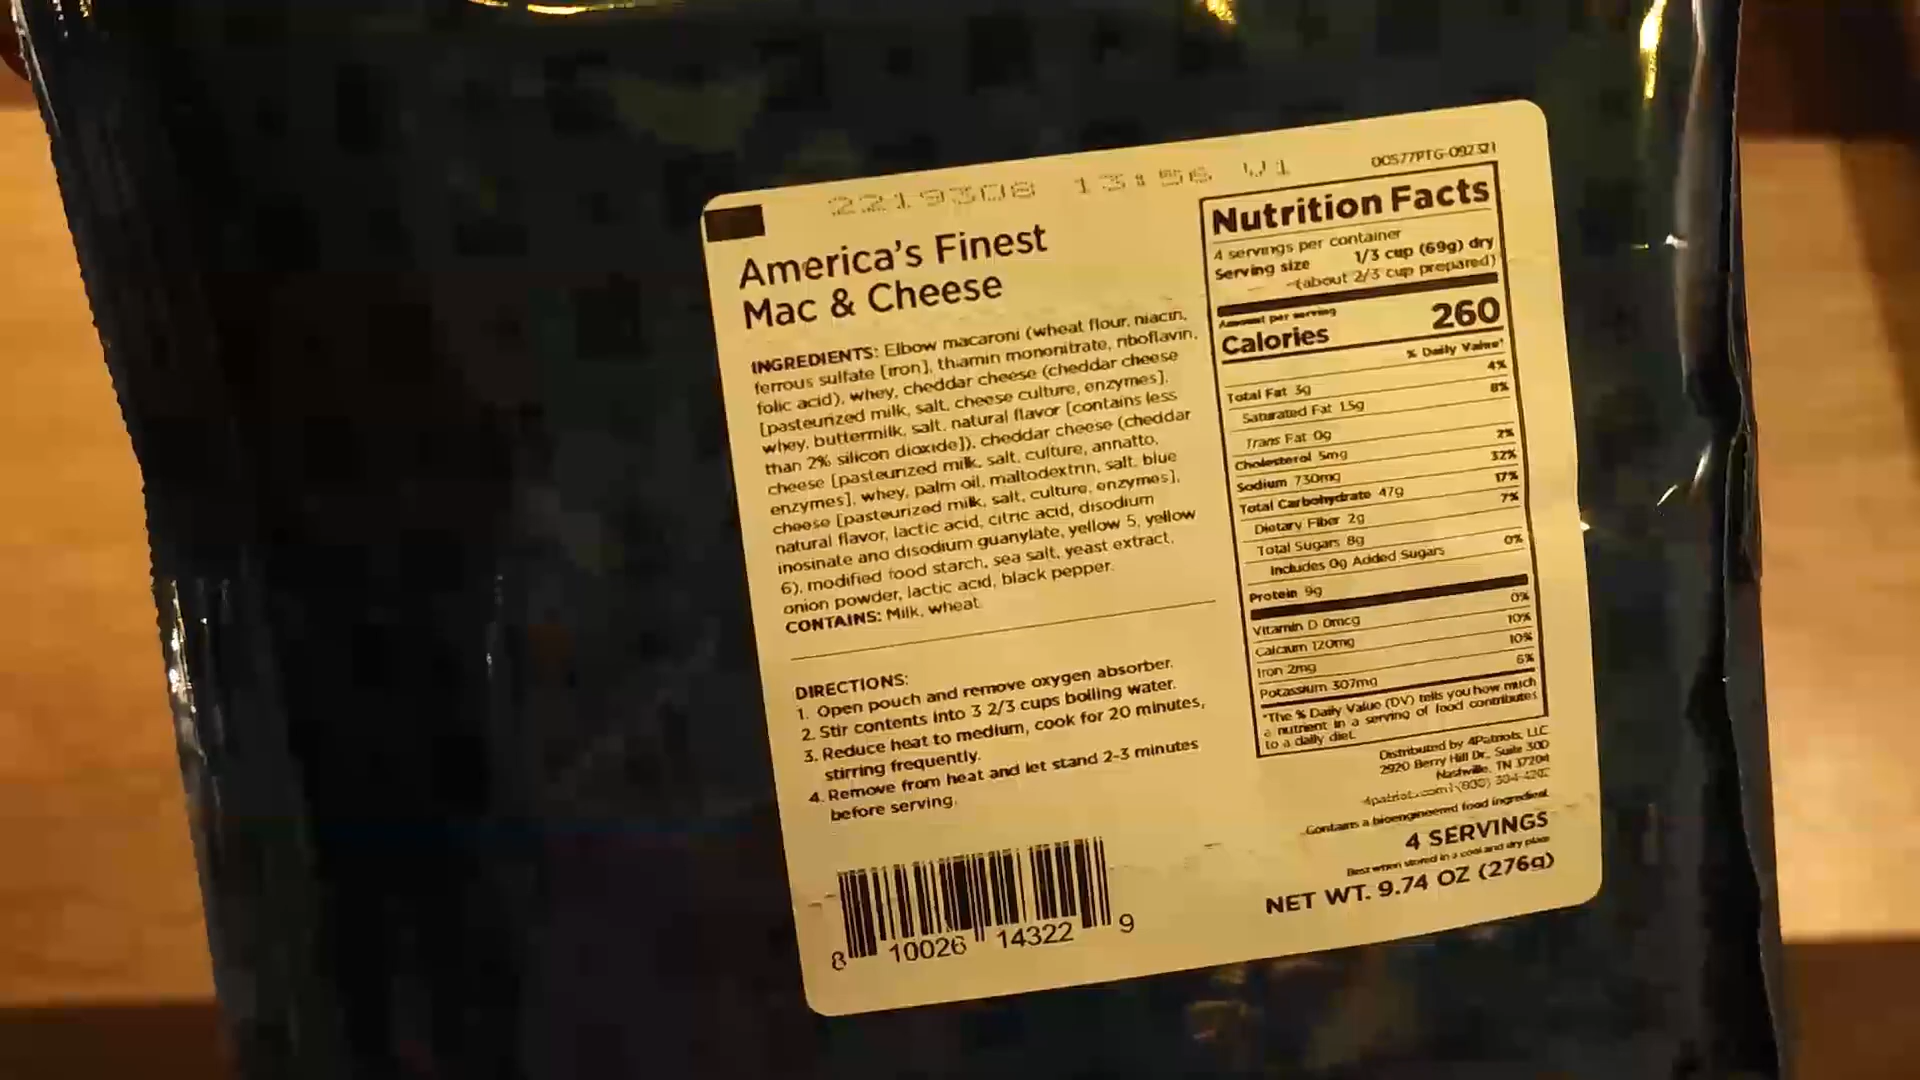 2219308 13:56 V1
America's Finest
Mac & Cheese
INGREDIENTS: Elbow macaroni (wheat flour, niacin,
ferrous sulfate [iron], thiamin mononitrate, riboflavin,
folic acid), whey, cheddar cheese (cheddar cheese
[pasteurized milk, salt, cheese culture, enzymes],
whey, buttermilk, salt, natural flavor [contains less
than 2% silicon dioxide]), cheddar cheese (cheddar
cheese [pasteurized milk, salt, culture, annatto,
enzymes], whey, palm oil, maltodextrin, salt, blue
cheese [pasteurized milk, salt, culture, enzymes],
natural flavor, lactic acid, citric acid, disodium
inosinate and disodium guanylate, yellow 5, yellow
6), modified food starch, sea salt, yeast extract,
onion powder, lactic acid, black pepper.
CONTAINS: Milk, wheat.
DIRECTIONS:
1. Open pouch and remove oxygen absorber.
2. Stir contents into 3 2/3 cups boiling water.
3. Reduce heat to medium, cook for 20 minutes,
stirring frequently.
4. Remove from heat and let stand 2-3 minutes
before serving.
8 10026 14322 9
00577PTG-092321
Nutrition Facts
4 servings per container
Serving size 1/3 cup (69g) dry
(about 2/3 cup prepared)
Amount per serving
Calories 260
% Daily Value*
Total Fat 3g 4%
Saturated Fat 1.5g 8%
Trans Fat 0g
Cholesterol 5mg 2%
Sodium 730mg 32%
Total Carbohydrate 47g 17%
Dietary Fiber 2g 7%
Total Sugars 8g
Includes 0g Added Sugars 0%
Protein 9g
Vitamin D 0mcg 0%
Calcium 120mg 10%
Iron 2mg 10%
Potassium 307mg 6%
*The % Daily Value (DV) tells you how much
a nutrient in a serving of food contributes
to a daily diet.
Distributed by 4Patriots, LLC
2920 Berry Hill Dr., Suite 300
Nashville, TN 37204
Contains a bioengineered food ingredient
4 SERVINGS
Best when stored in a cool and dry place
NET WT. 9.74 OZ (276g)